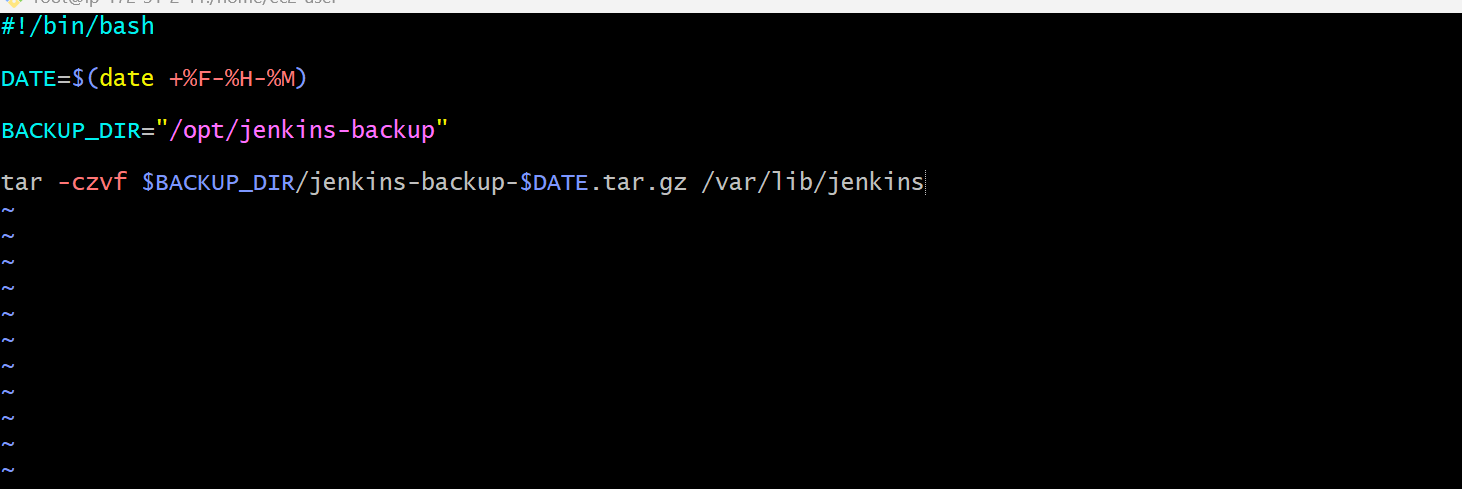 #!/bin/bash
DATE=$(date +%F-%H-%M)
BACKUP_DIR="/opt/jenkins-backup"
tar -czvf $BACKUP_DIR/jenkins-backup-$DATE.tar.gz /var/lib/jenkins
~
~
~
~
~
~
~
~
~
~
~